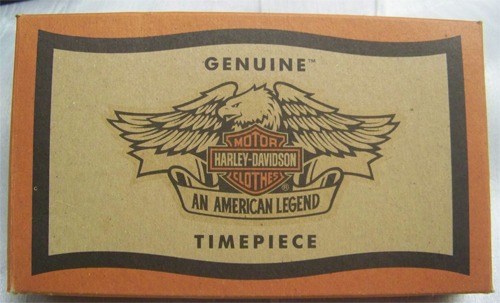 GENUINE™
MOTOR
HARLEY-DAVIDSON
CLOTHES®
AN AMERICAN LEGEND
TIMEPIECE